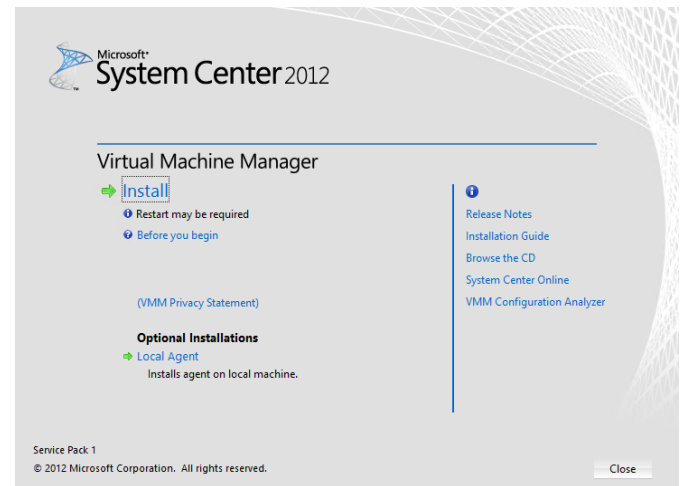 Microsoft
System Center 2012
Virtual Machine Manager
Install
Restart may be required
Before you begin
(VMM Privacy Statement)
Optional Installations
Local Agent
Installs agent on local machine.
Release Notes
Installation Guide
Browse the CD
System Center Online
VMM Configuration Analyzer
Service Pack 1
© 2012 Microsoft Corporation. All rights reserved.
Close